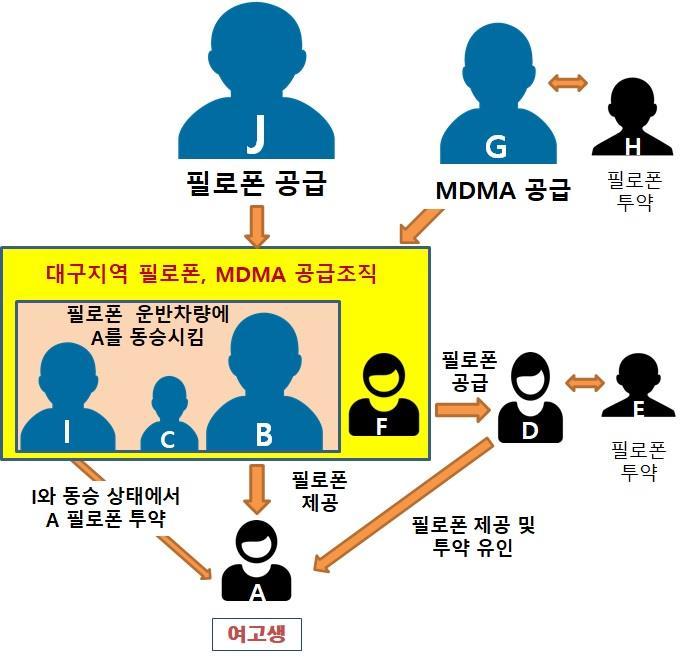 J
G
H
필로폰 공급
MDMA 공급
필로폰
투약
대구지역 필로폰, MDMA 공급조직
필로폰 운반차량에
A를 동승시킴
I
C
B
F
필로폰
공급
D
E
필로폰
투약
I와 동승 상태에서
A 필로폰 투약
필로폰
제공
필로폰 제공 및
투약 유인
A
여고생